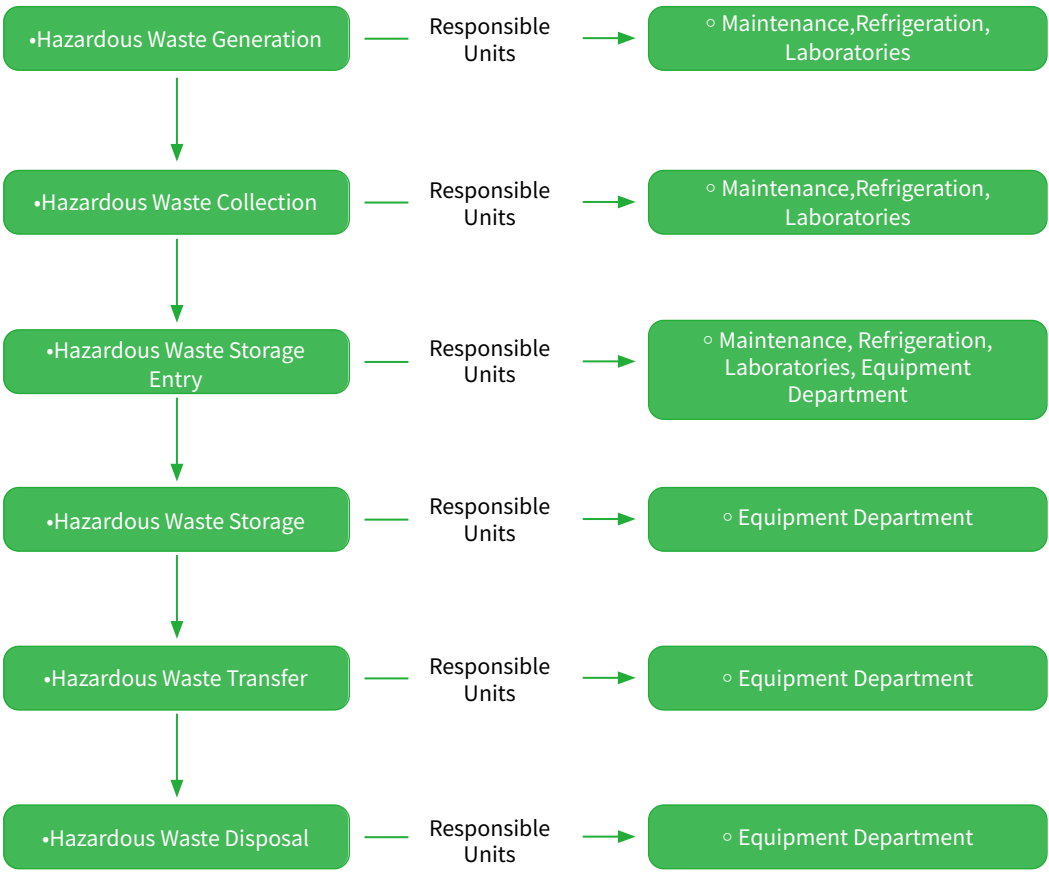 •Hazardous Waste Generation
Responsible
Units
◦ Maintenance,Refrigeration,
Laboratories
•Hazardous Waste Collection
Responsible
Units
◦ Maintenance,Refrigeration,
Laboratories
•Hazardous Waste Storage
Entry
Responsible
Units
◦ Maintenance, Refrigeration,
Laboratories, Equipment
Department
•Hazardous Waste Storage
Responsible
Units
◦ Equipment Department
•Hazardous Waste Transfer
Responsible
Units
◦ Equipment Department
•Hazardous Waste Disposal
Responsible
Units
◦ Equipment Department